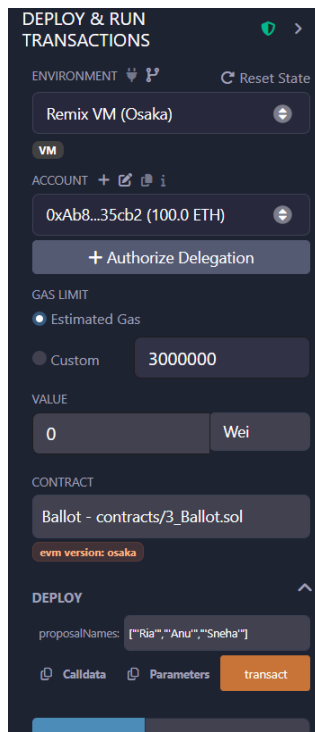 DEPLOY & RUN
TRANSACTIONS
ENVIRONMENT
Reset State
Remix VM (Osaka)
VM
ACCOUNT
0xAb8...35cb2 (100.0 ETH)
+ Authorize Delegation
GAS LIMIT
Estimated Gas
Custom 3000000
VALUE
0 Wei
CONTRACT
Ballot - contracts/3_Ballot.sol
evm version: osaka
DEPLOY
proposalNames: ["'Ria'","'Anu'","'Sneha'"]
Calldata Parameters transact